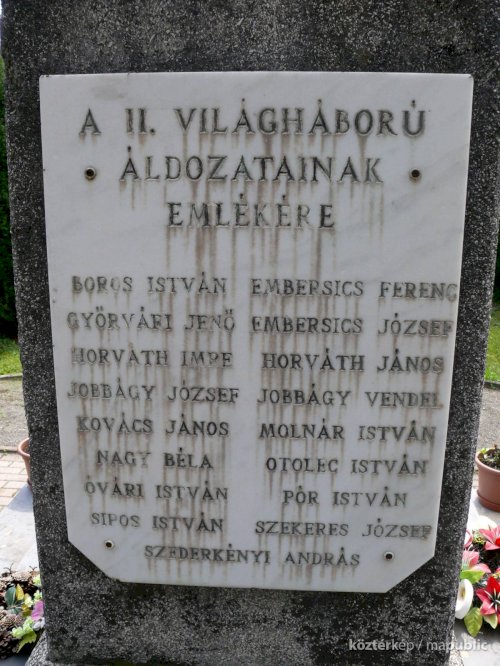 A II. VILÁGHÁBORÚ
ÁLDOZATAINAK
EMLÉKÉRE
BOROS ISTVÁN EMBERSICS FERENC
GYŐRVÁRI JENŐ EMBERSICS JÓZSEF
HORVÁTH IMRE HORVÁTH JÁNOS
JOBBÁGY JÓZSEF JOBBÁGY VENDEL
KOVÁCS JÁNOS MOLNÁR ISTVÁN
NAGY BÉLA OTOLEC ISTVÁN
ÓVÁRI ISTVÁN PÓR ISTVÁN
SIPOS ISTVÁN SZEKERES JÓZSEF
SZEDERKÉNYI ANDRÁS
köztérkép / mapublic